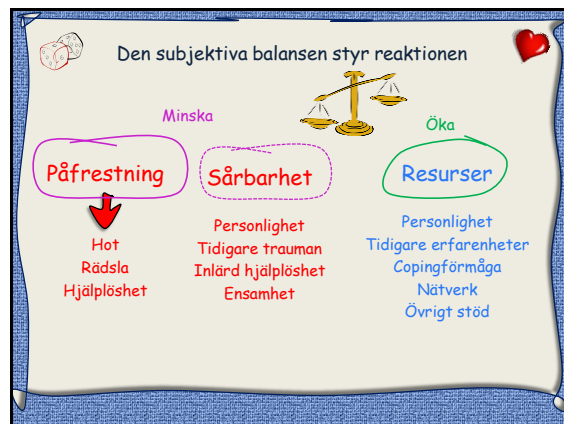 Den subjektiva balansen styr reaktionen
Minska
Öka
Påfrestning
Sårbarhet
Resurser
Hot
Rädsla
Hjälplöshet
Personlighet
Tidigare trauman
Inlärd hjälplöshet
Ensamhet
Personlighet
Tidigare erfarenheter
Copingförmåga
Nätverk
Övrigt stöd